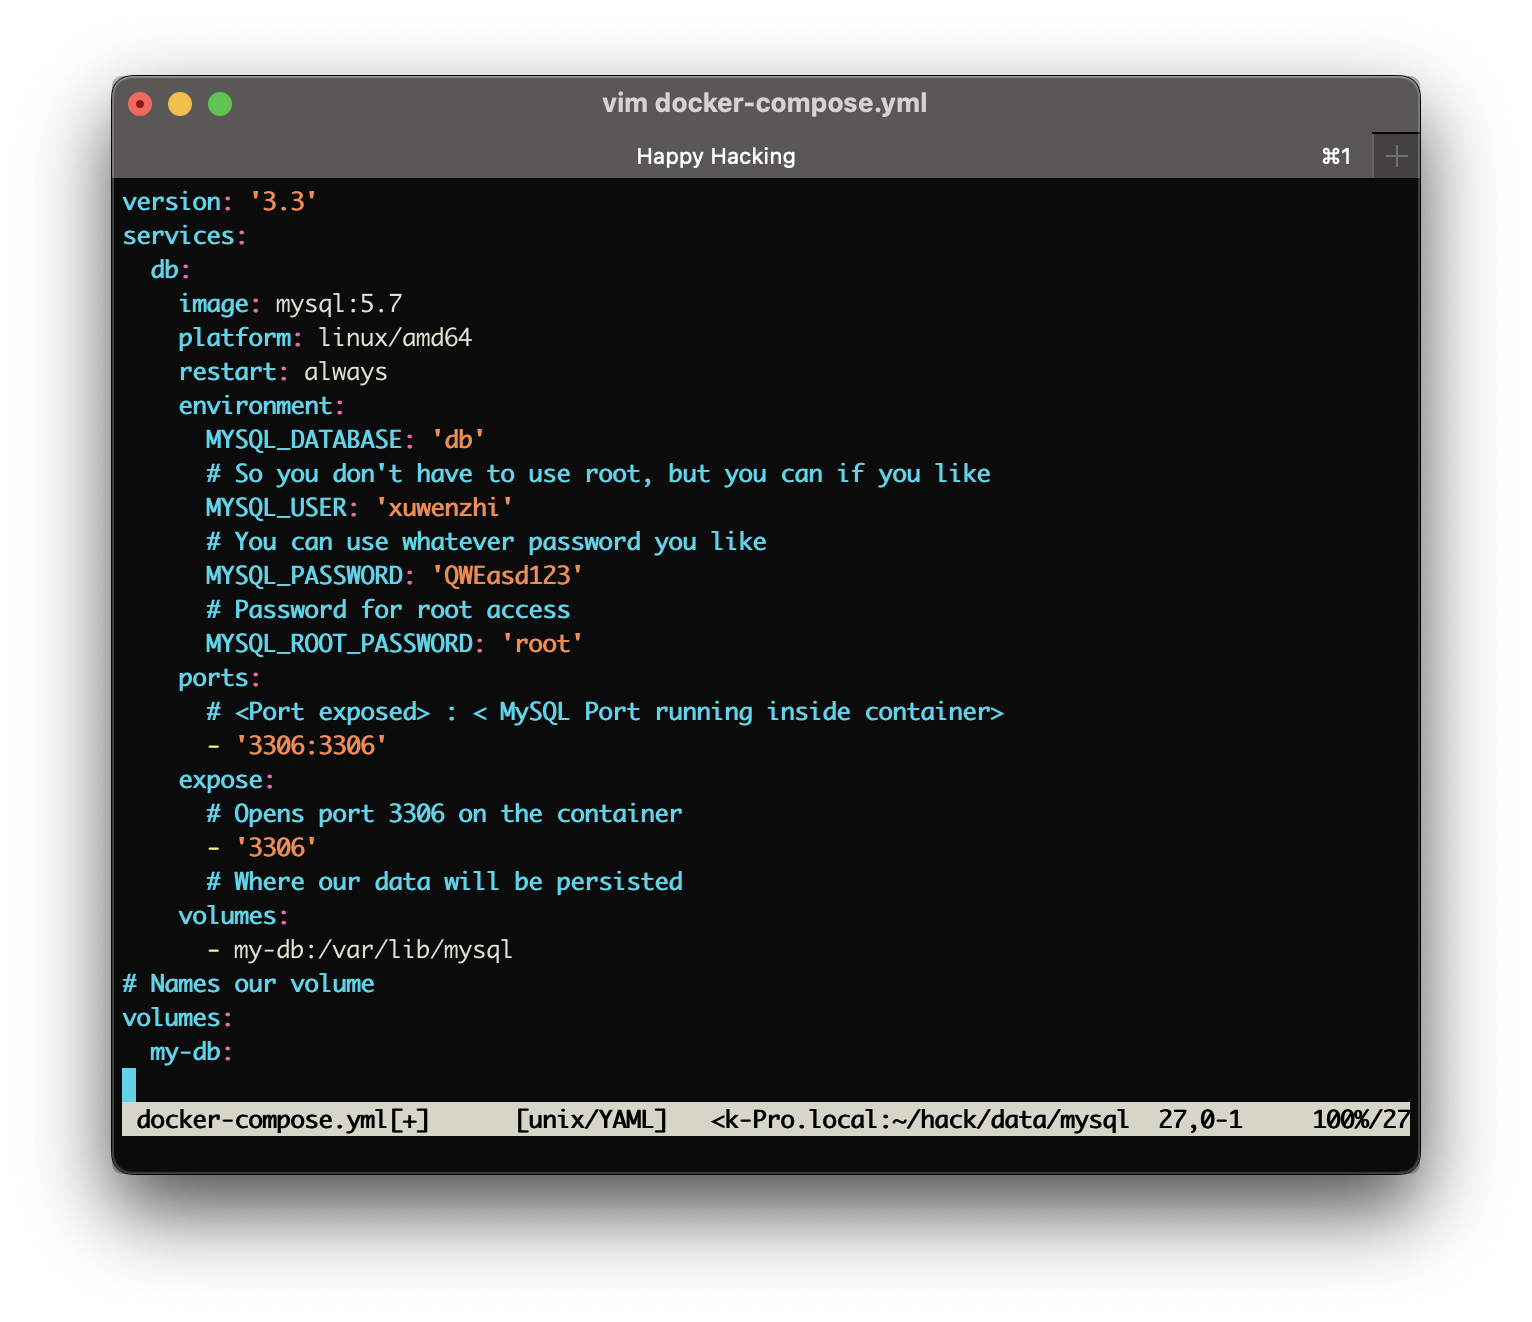 vim docker-compose.yml
Happy Hacking ⌘1
version: '3.3'
services:
  db:
    image: mysql:5.7
    platform: linux/amd64
    restart: always
    environment:
      MYSQL_DATABASE: 'db'
      # So you don't have to use root, but you can if you like
      MYSQL_USER: 'xuwenzhi'
      # You can use whatever password you like
      MYSQL_PASSWORD: 'QWEasd123'
      # Password for root access
      MYSQL_ROOT_PASSWORD: 'root'
    ports:
      # <Port exposed> : < MySQL Port running inside container>
      - '3306:3306'
    expose:
      # Opens port 3306 on the container
      - '3306'
      # Where our data will be persisted
    volumes:
      - my-db:/var/lib/mysql
# Names our volume
volumes:
  my-db:
docker-compose.yml[+] [unix/YAML] <k-Pro.local:~/hack/data/mysql 27,0-1 100%/27